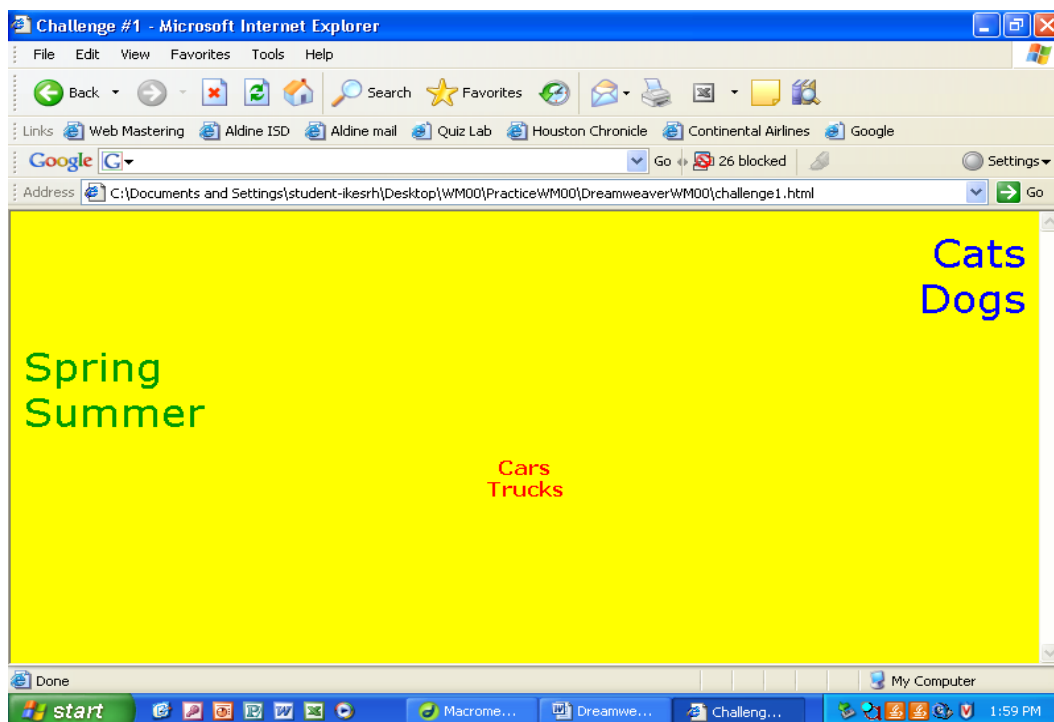 Challenge #1 - Microsoft Internet Explorer
File Edit View Favorites Tools Help
Back Search Favorites
Links Web Mastering Aldine ISD Aldine mail Quiz Lab Houston Chronicle Continental Airlines Google
Google G Go 26 blocked Settings
Address C:\Documents and Settings\student-ikesrh\Desktop\WM00\PracticeWM00\DreamweaverWM00\challenge1.html Go
Cats
Dogs
Spring
Summer
Cars
Trucks
Done My Computer
start Macrome... Dreamwe... Challeng... 1:59 PM